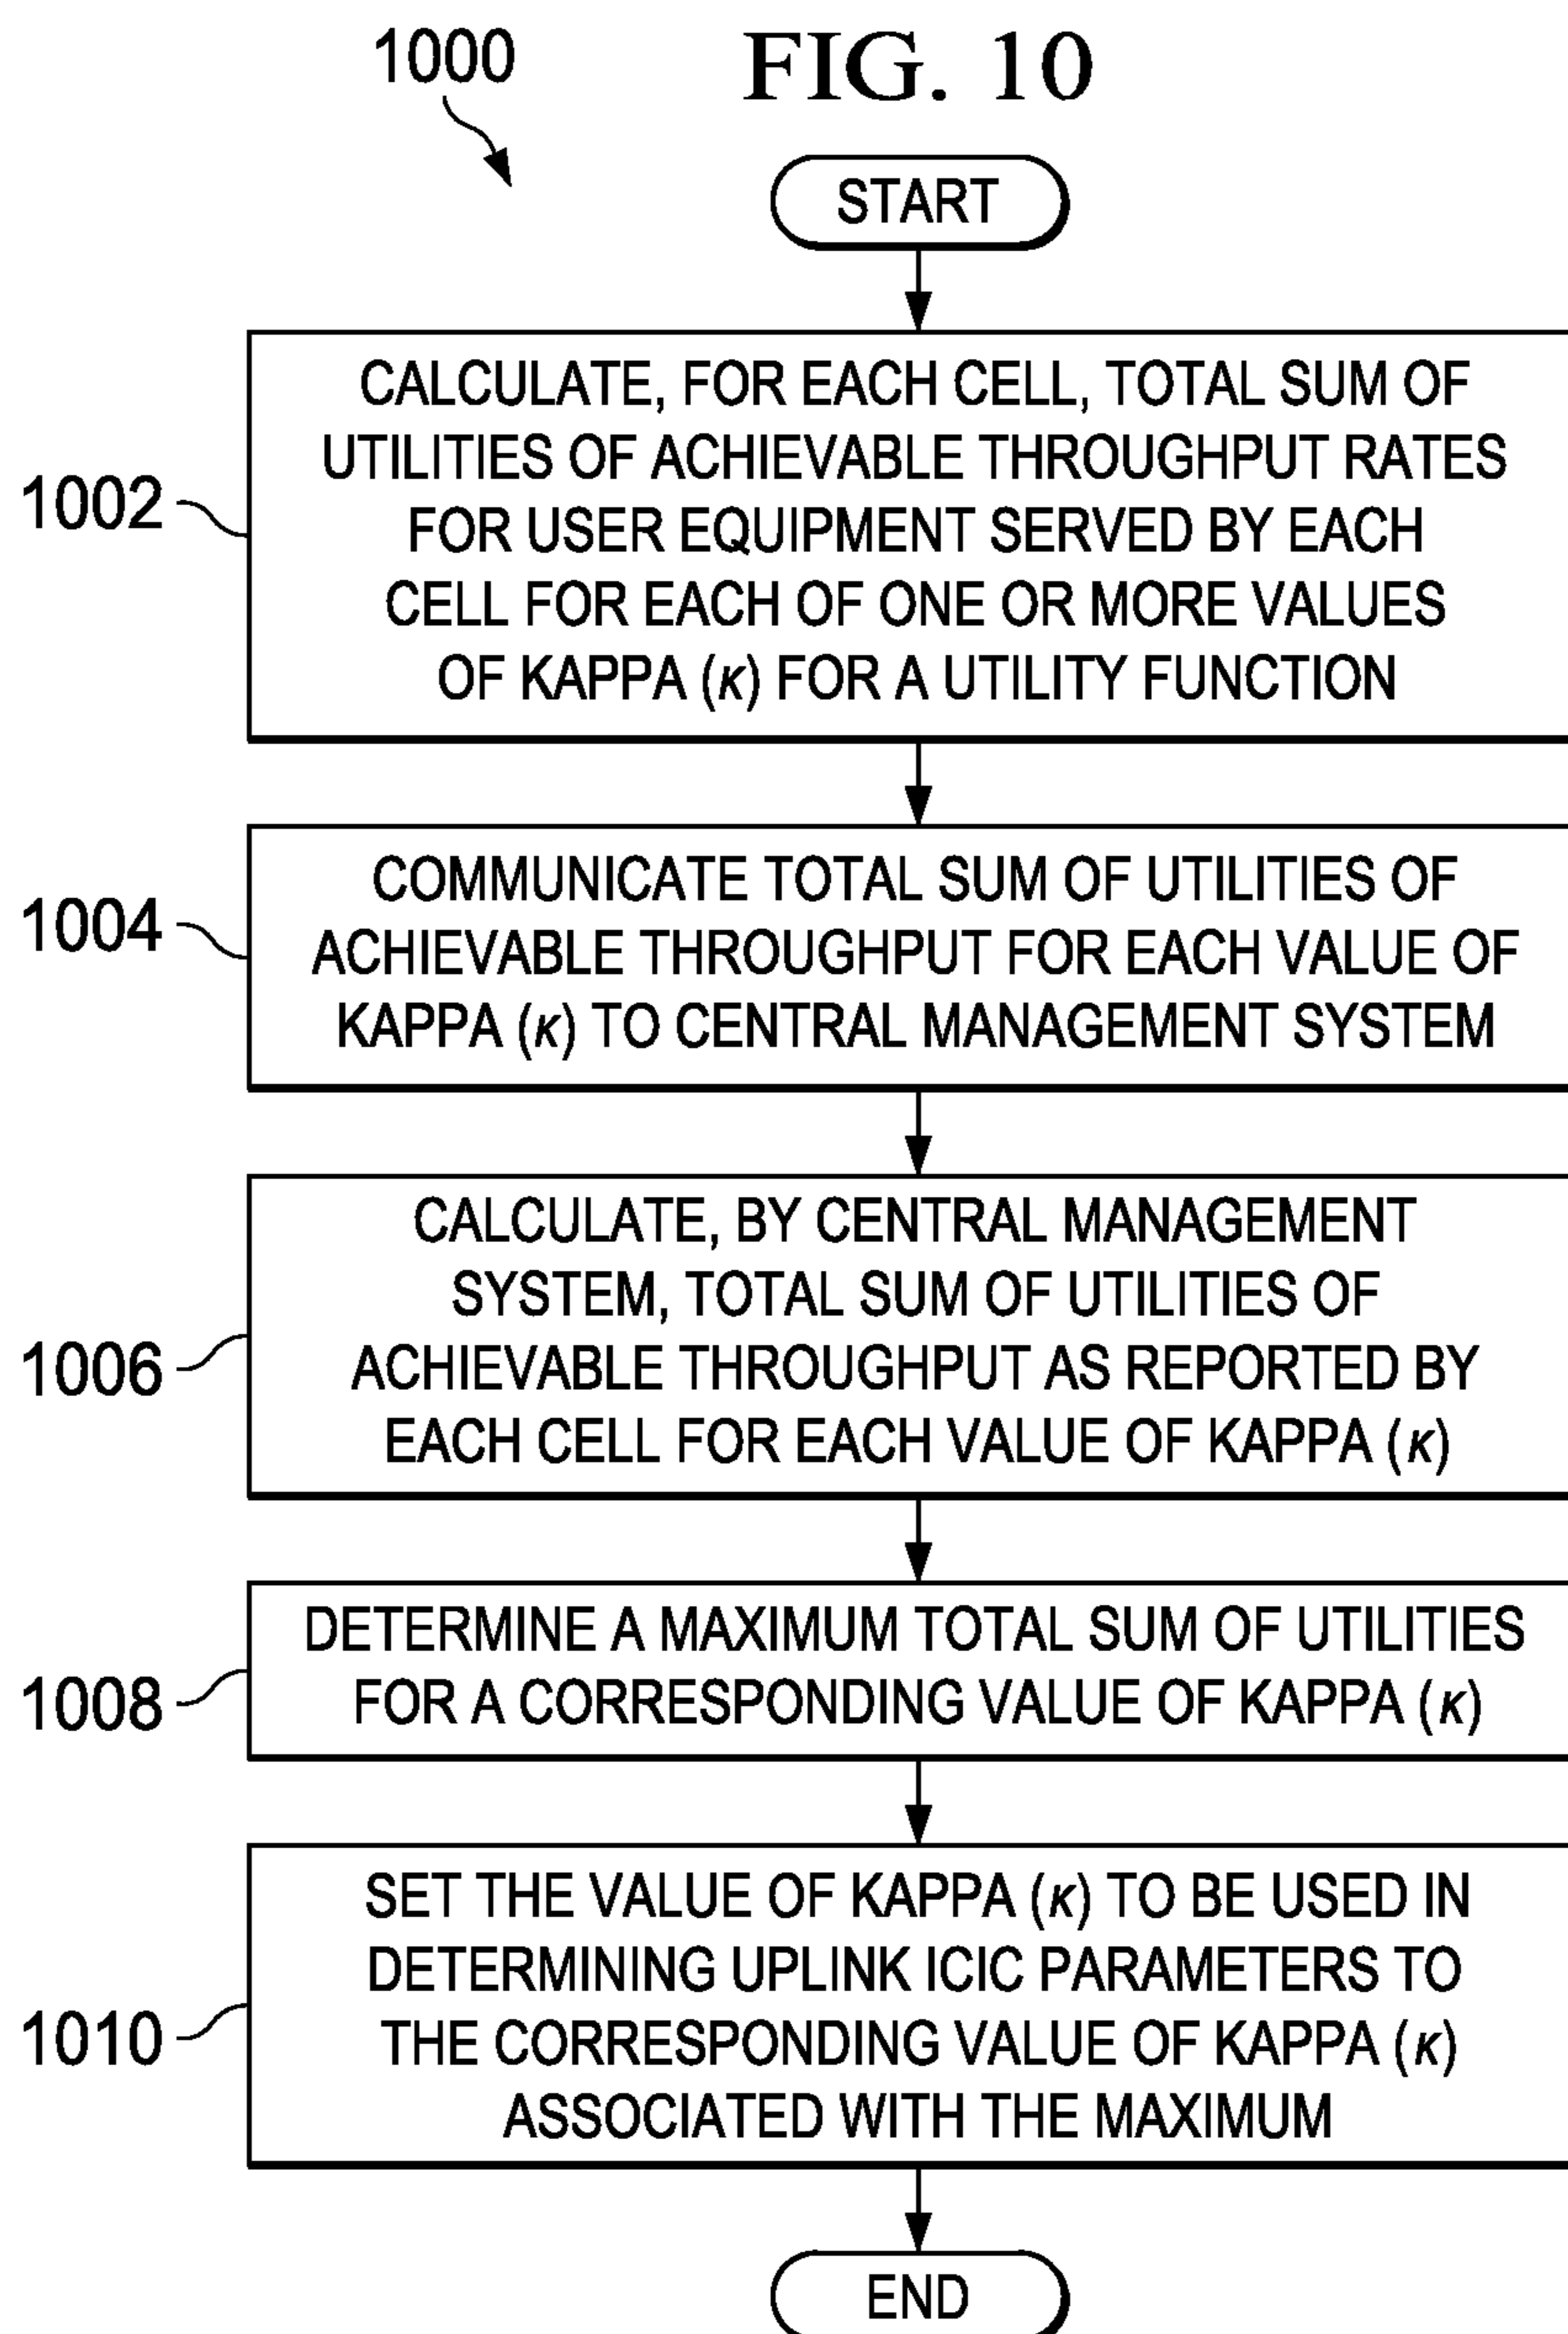 1000
FIG. 10
START
1002
CALCULATE, FOR EACH CELL, TOTAL SUM OF
UTILITIES OF ACHIEVABLE THROUGHPUT RATES
FOR USER EQUIPMENT SERVED BY EACH
CELL FOR EACH OF ONE OR MORE VALUES
OF KAPPA (κ) FOR A UTILITY FUNCTION
1004
COMMUNICATE TOTAL SUM OF UTILITIES OF
ACHIEVABLE THROUGHPUT FOR EACH VALUE OF
KAPPA (κ) TO CENTRAL MANAGEMENT SYSTEM
1006
CALCULATE, BY CENTRAL MANAGEMENT
SYSTEM, TOTAL SUM OF UTILITIES OF
ACHIEVABLE THROUGHPUT AS REPORTED BY
EACH CELL FOR EACH VALUE OF KAPPA (κ)
1008
DETERMINE A MAXIMUM TOTAL SUM OF UTILITIES
FOR A CORRESPONDING VALUE OF KAPPA (κ)
1010
SET THE VALUE OF KAPPA (κ) TO BE USED IN
DETERMINING UPLINK ICIC PARAMETERS TO
THE CORRESPONDING VALUE OF KAPPA (κ)
ASSOCIATED WITH THE MAXIMUM
END